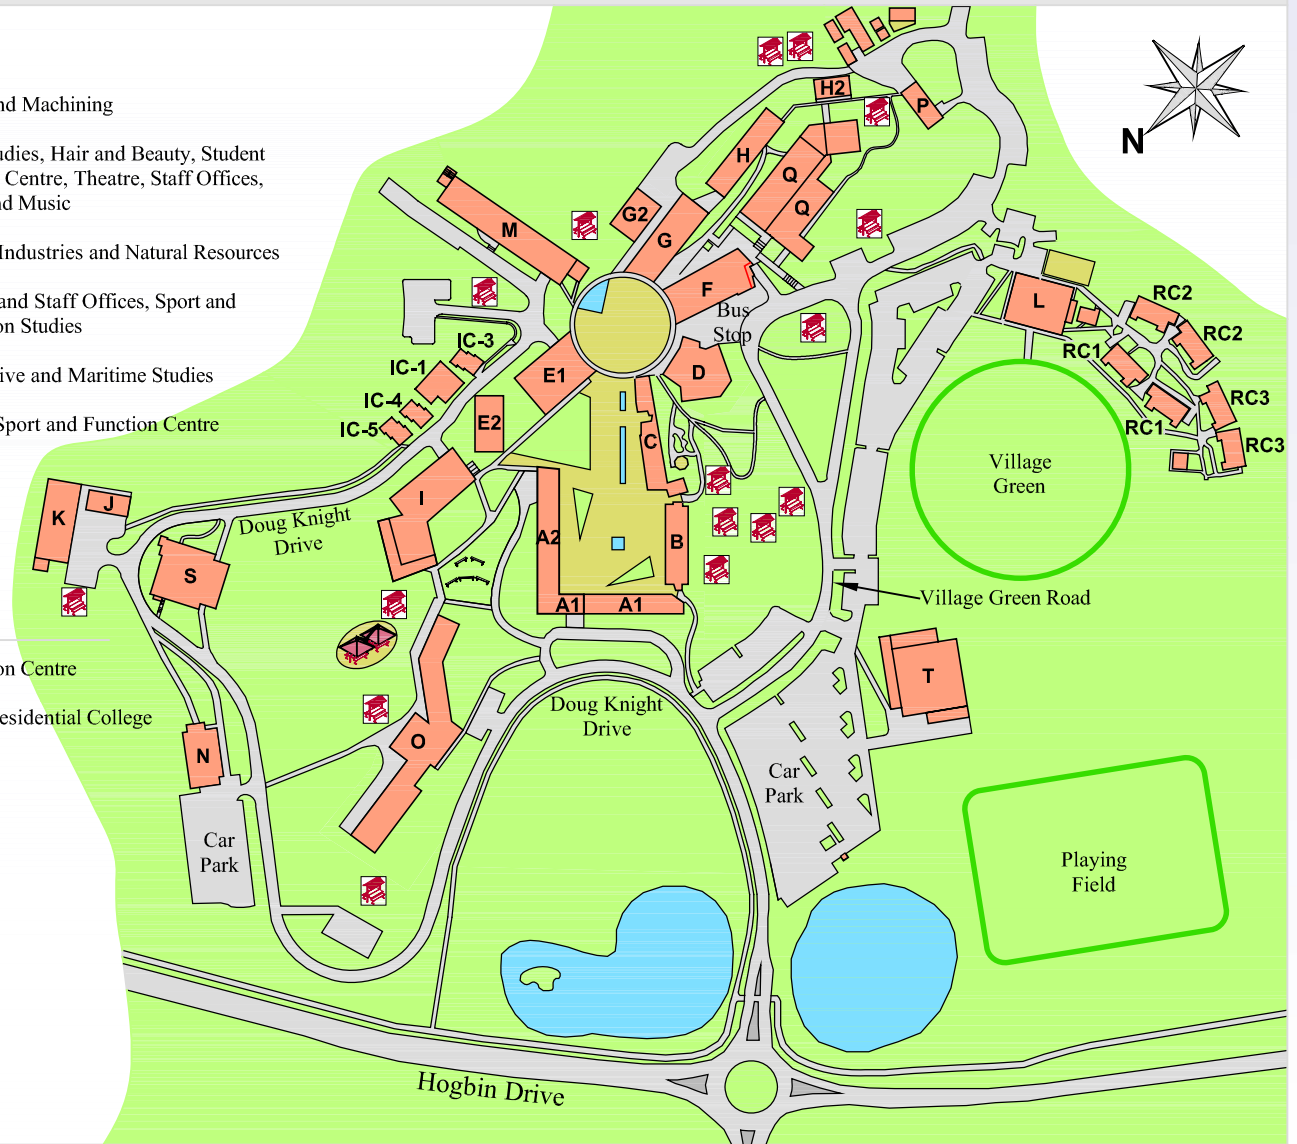 nd Machining
udies, Hair and Beauty, Student
Centre, Theatre, Staff Offices,
nd Music
Industries and Natural Resources
and Staff Offices, Sport and
on Studies
ive and Maritime Studies
Sport and Function Centre
on Centre
esidential College
N
H2
P
H
Q
Q
G2
G
M
F
Bus
Stop
L
RC2
RC2
RC1
RC1
RC3
RC3
IC-3
IC-1
IC-4
IC-5
E1
E2
D
C
Village
Green
K
J
I
Doug Knight
Drive
S
A2
B
A1
A1
Village Green Road
T
N
O
Doug Knight
Drive
Car
Park
Car
Park
Playing
Field
Hogbin Drive